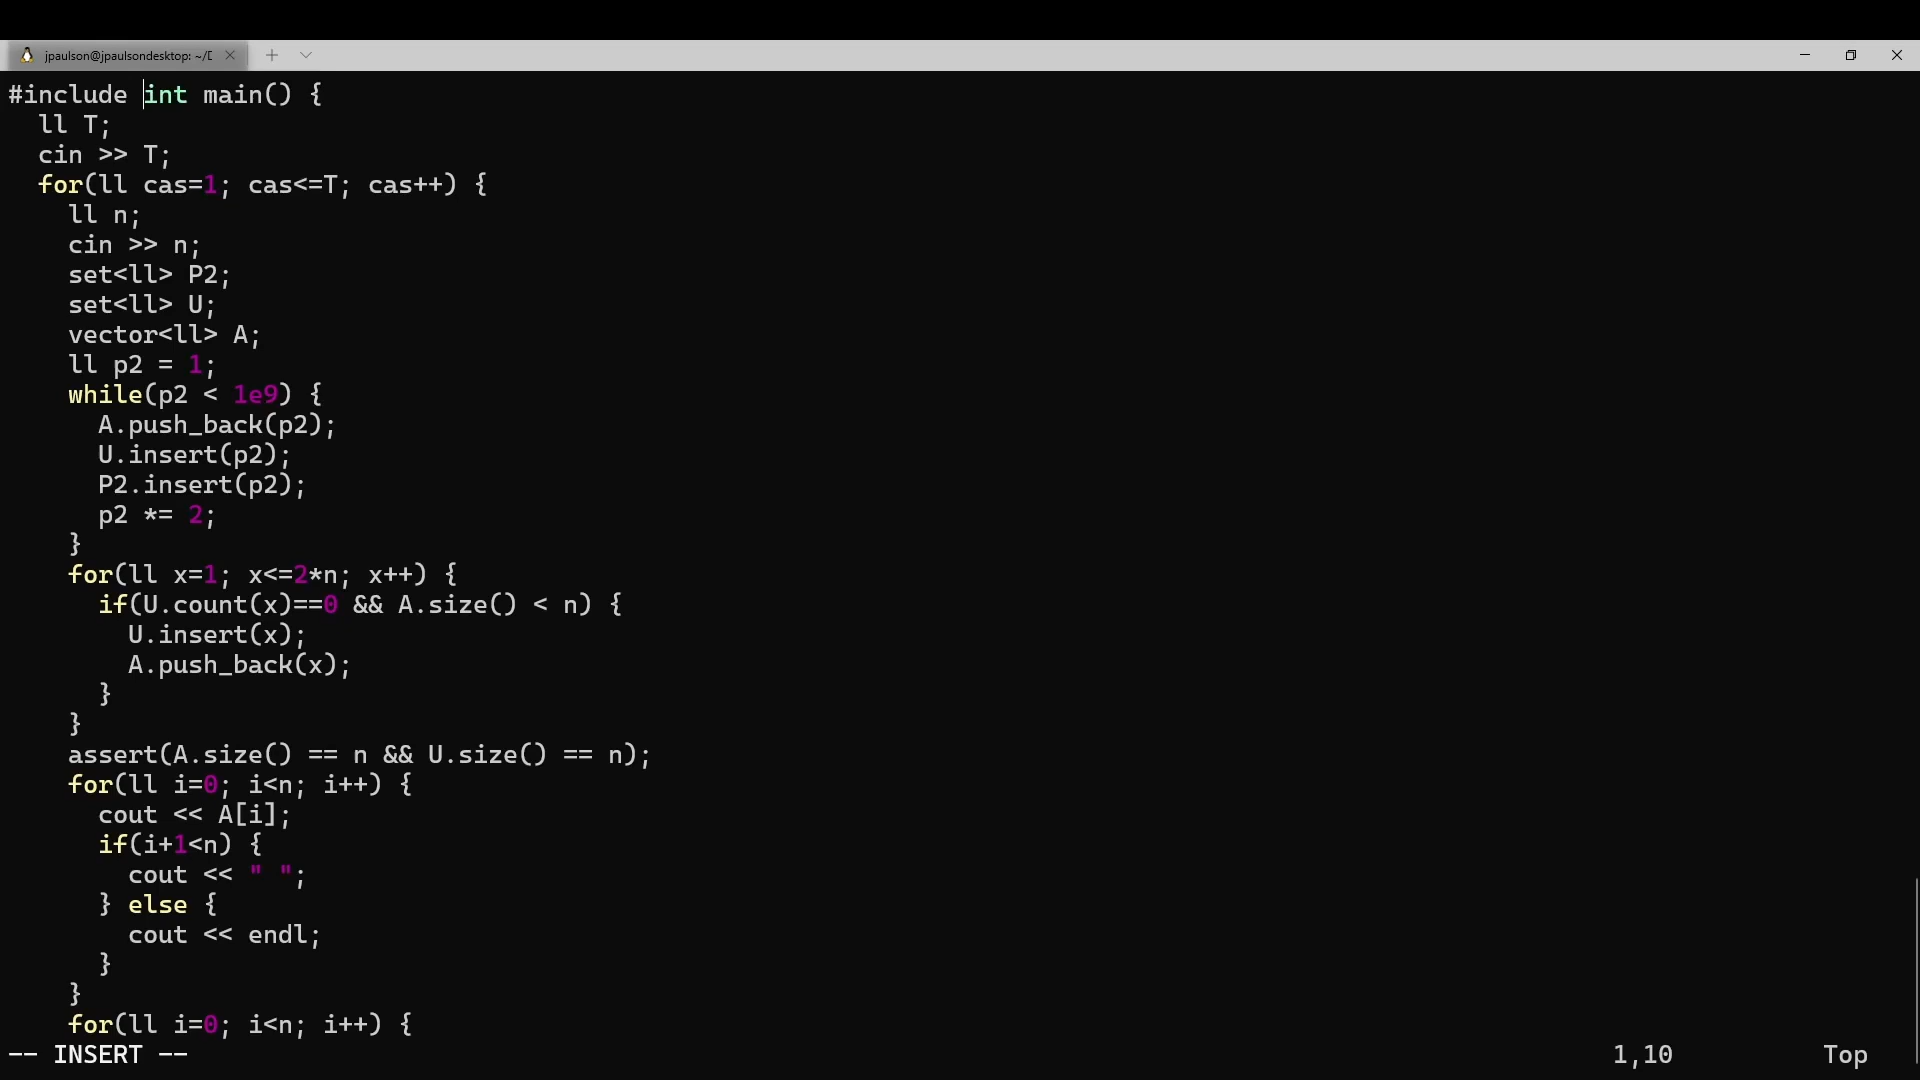 jpaulson@jpaulsondesktop: ~/D
#include int main() {
  ll T;
  cin >> T;
  for(ll cas=1; cas<=T; cas++) {
    ll n;
    cin >> n;
    set<ll> P2;
    set<ll> U;
    vector<ll> A;
    ll p2 = 1;
    while(p2 < 1e9) {
      A.push_back(p2);
      U.insert(p2);
      P2.insert(p2);
      p2 *= 2;
    }
    for(ll x=1; x<=2*n; x++) {
      if(U.count(x)==0 && A.size() < n) {
        U.insert(x);
        A.push_back(x);
      }
    }
    assert(A.size() == n && U.size() == n);
    for(ll i=0; i<n; i++) {
      cout << A[i];
      if(i+1<n) {
        cout << " ";
      } else {
        cout << endl;
      }
    }
    for(ll i=0; i<n; i++) {
-- INSERT -- 1,10 Top